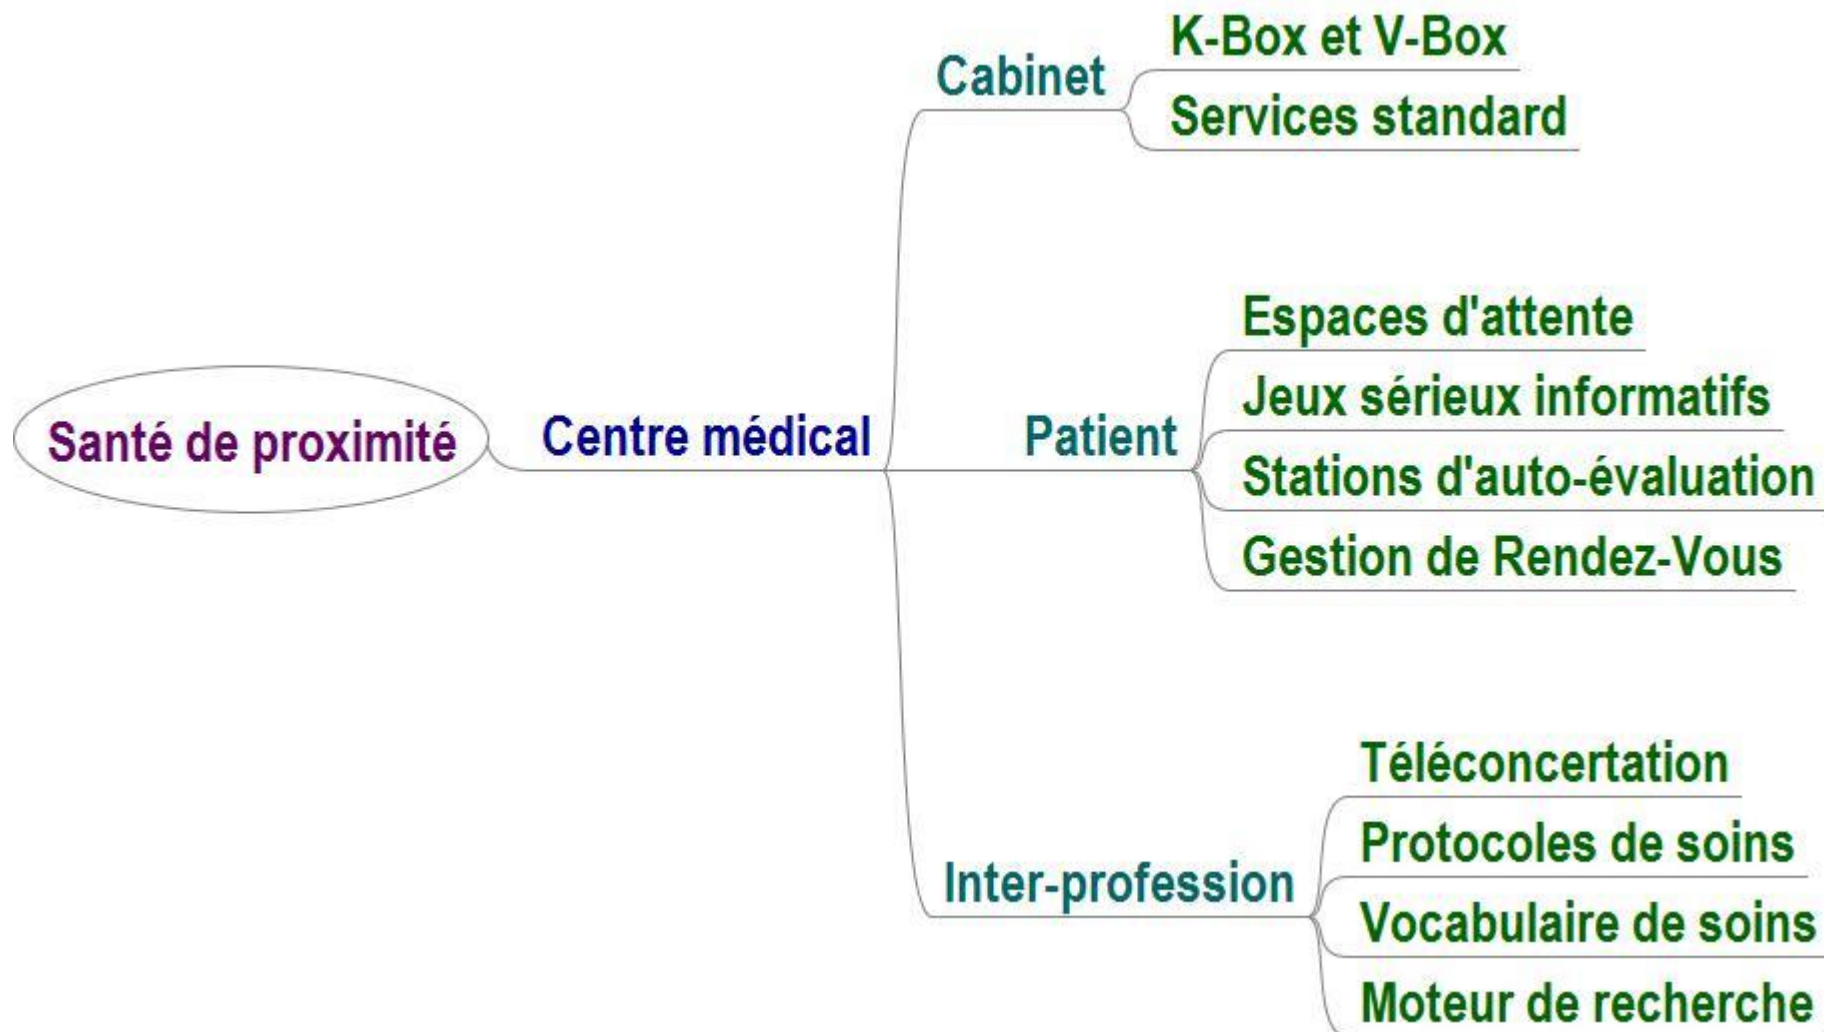 Santé de proximité
Centre médical
Cabinet
K-Box et V-Box
Services standard
Patient
Espaces d'attente
Jeux sérieux informatifs
Stations d'auto-évaluation
Gestion de Rendez-Vous
Inter-profession
Téléconcertation
Protocoles de soins
Vocabulaire de soins
Moteur de recherche